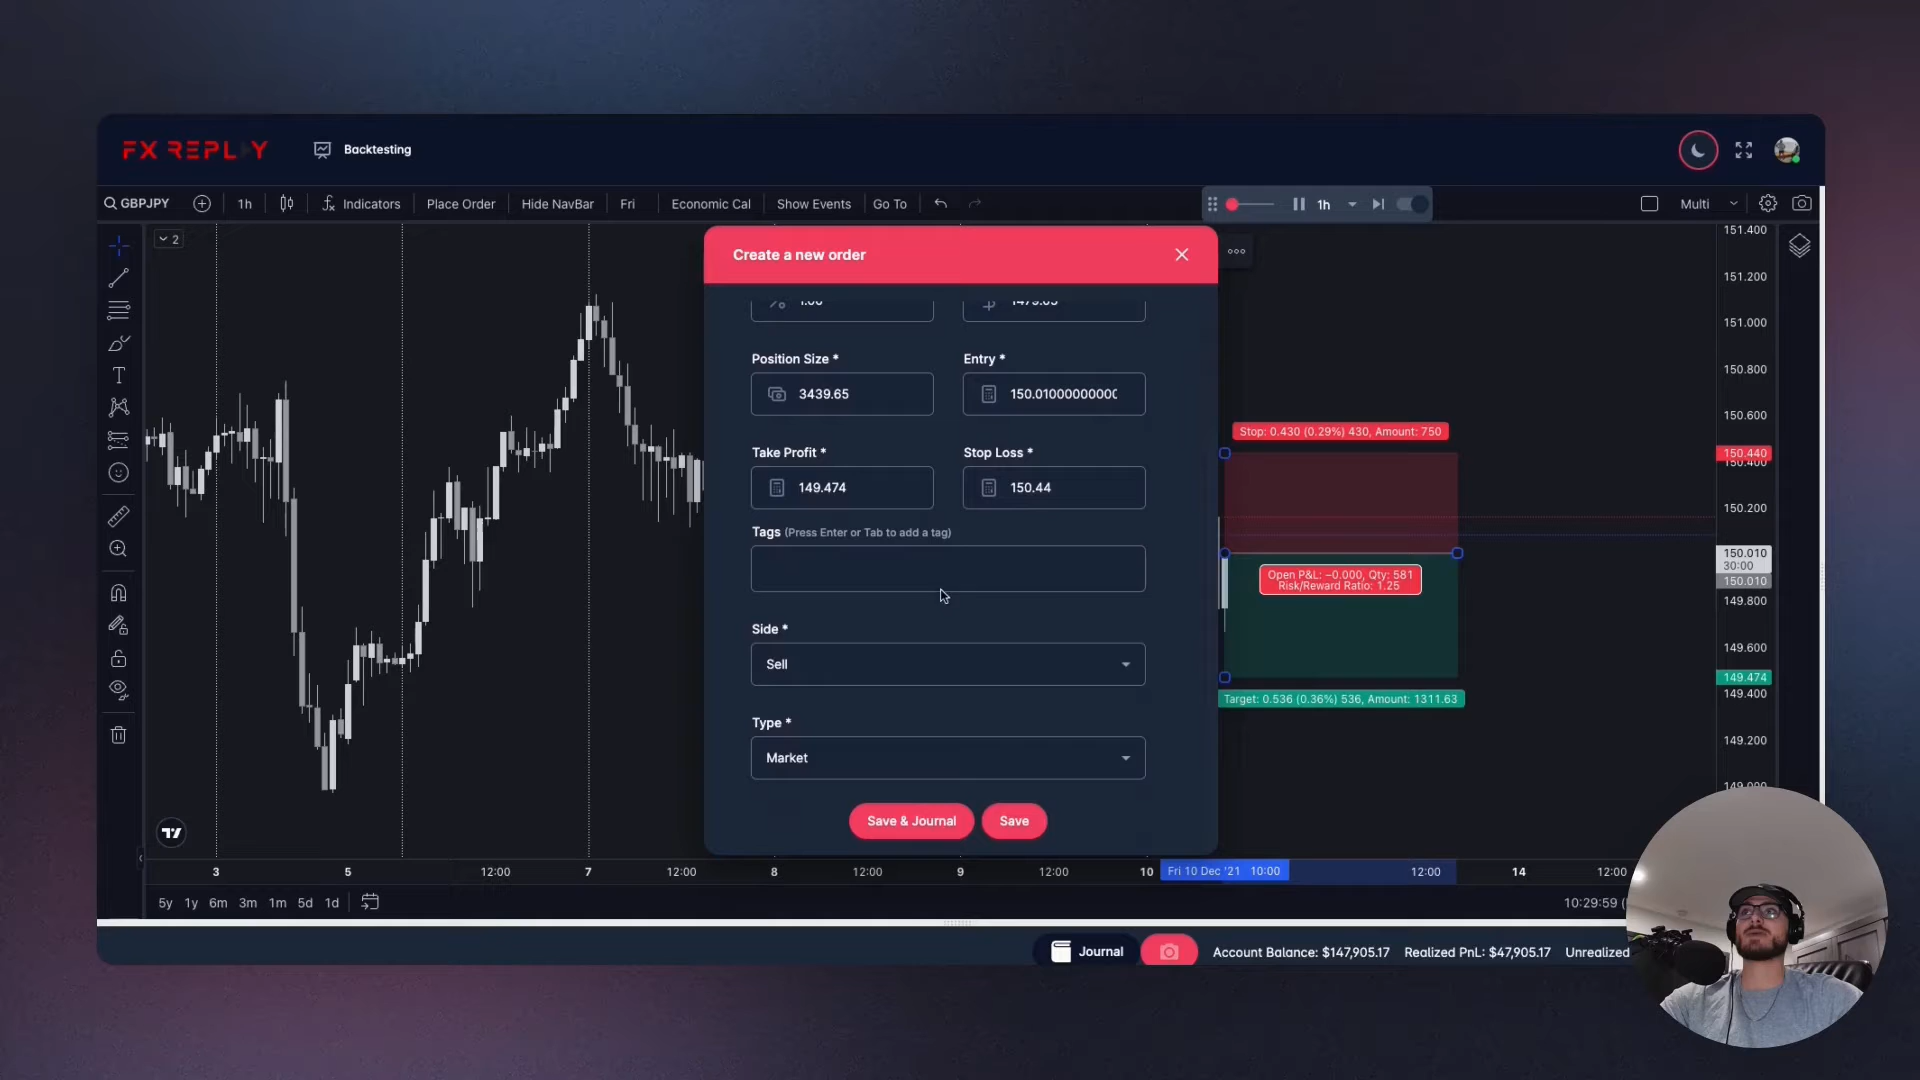 FX REPLAY
Backtesting
GBPJPY
1h
Indicators
Place Order
Hide NavBar
Fri
Economic Cal
Show Events
Go To
1h
Multi
2
Create a new order
Position Size *
Entry *
3439.65
150.01000000000
Take Profit *
Stop Loss *
149.474
150.44
Tags (Press Enter or Tab to add a tag)
Side *
Sell
Type *
Market
Save & Journal
Save
Stop: 0.430 (0.29%) 430, Amount: 750
Open P&L: −0.000, Qty: 581
Risk/Reward Ratio: 1.25
Target: 0.536 (0.36%) 536, Amount: 1311.63
151.400
151.200
151.000
150.800
150.600
150.440
150.400
150.200
150.010
30:00
150.010
149.800
149.600
149.474
149.400
149.200
3
5
12:00
7
12:00
8
12:00
9
12:00
10
Fri 10 Dec '21 10:00
12:00
14
12:00
5y
1y
6m
3m
1m
5d
1d
10:29:59
Journal
Account Balance: $147,905.17
Realized PnL: $47,905.17
Unrealized